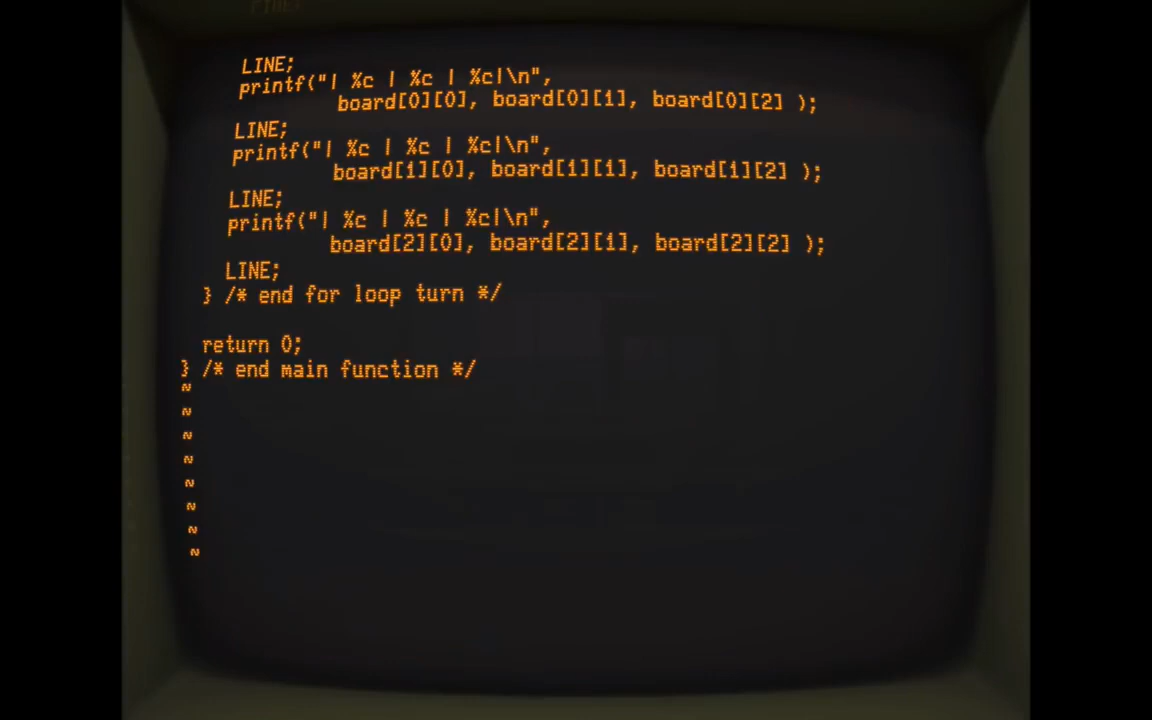 LINE;
printf("| %c | %c | %c|\n",
board[0][0], board[0][1], board[0][2] );
LINE;
printf("| %c | %c | %c|\n",
board[1][0], board[1][1], board[1][2] );
LINE;
printf("| %c | %c | %c|\n",
board[2][0], board[2][1], board[2][2] );
LINE;
} /* end for loop turn */
return 0;
} /* end main function */
~
~
~
~
~
~
~
~